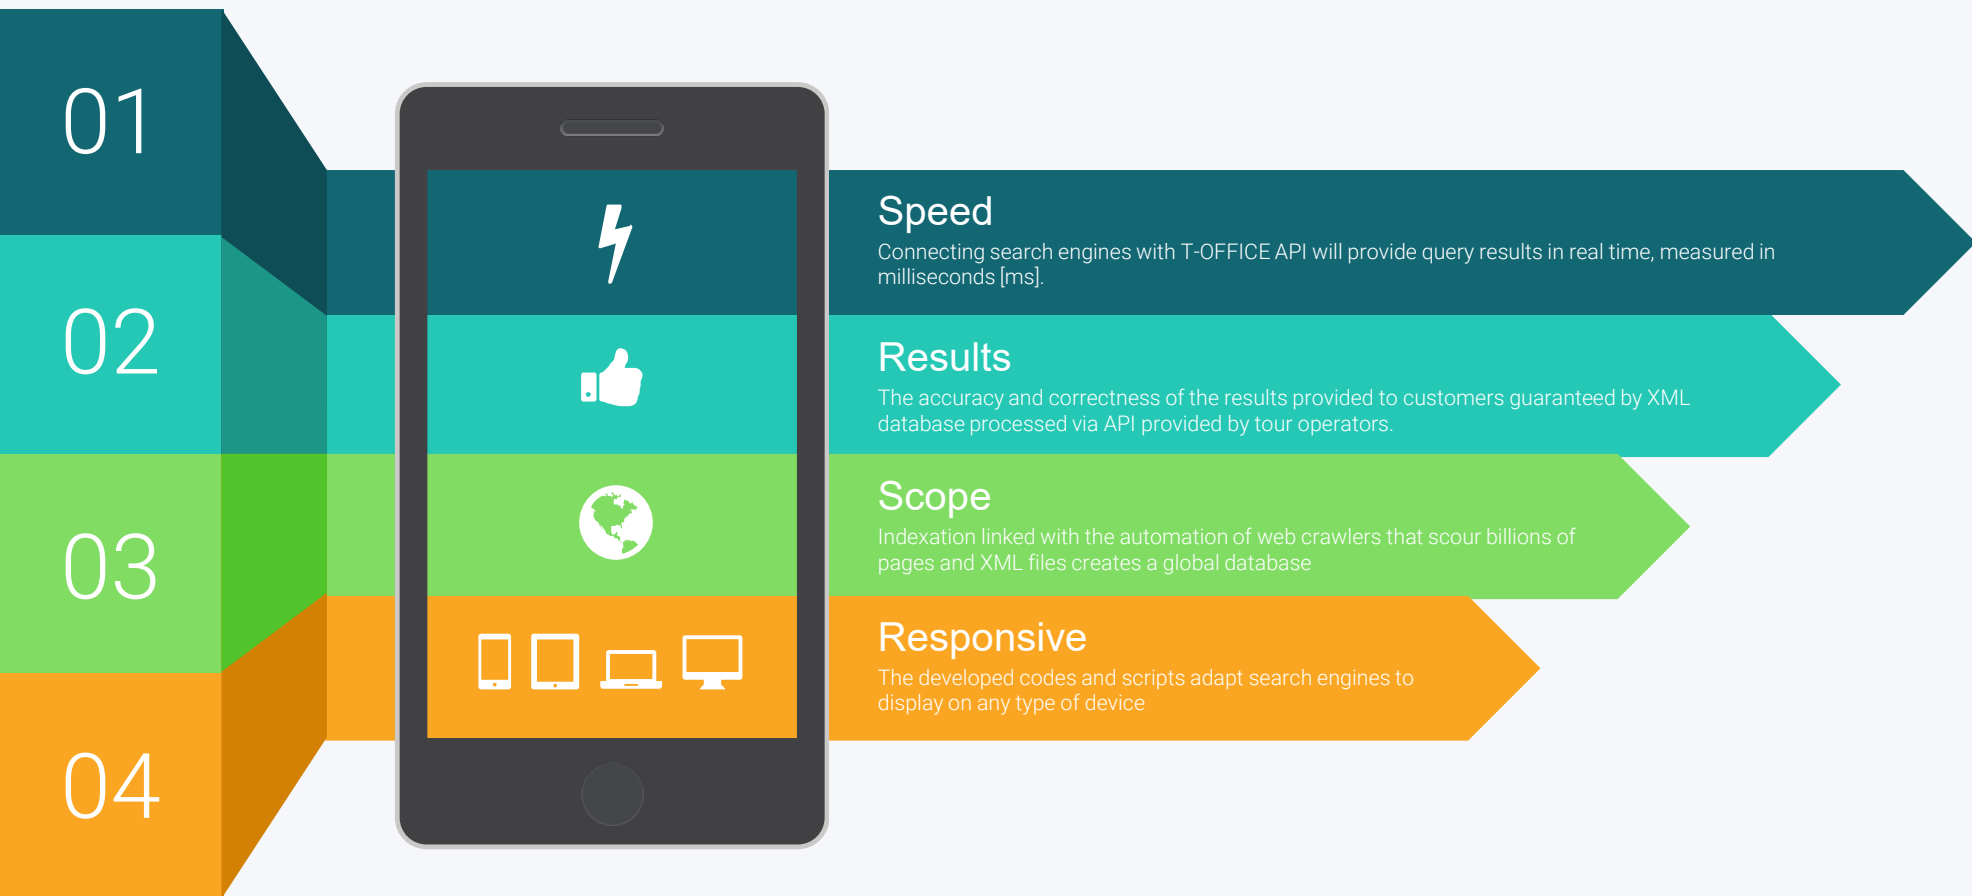 01
Speed
Connecting search engines with T-OFFICE API will provide query results in real time, measured in
milliseconds [ms].
02
Results
The accuracy and correctness of the results provided to customers guaranteed by XML
database processed via API provided by tour operators.
03
Scope
Indexation linked with the automation of web crawlers that scour billions of
pages and XML files creates a global database
04
Responsive
The developed codes and scripts adapt search engines to
display on any type of device